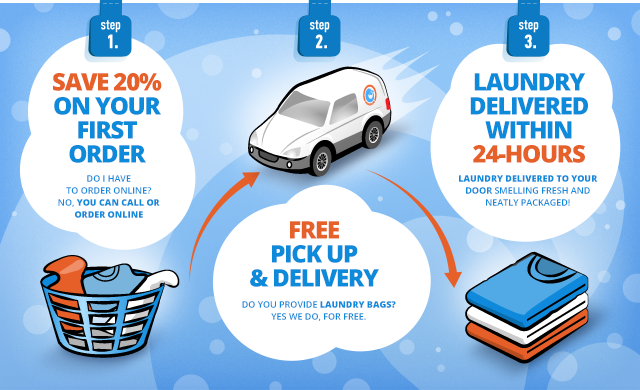 step
1.
SAVE 20%
ON YOUR
FIRST
ORDER
DO I HAVE
TO ORDER ONLINE?
NO, YOU CAN CALL OR
ORDER ONLINE
step
2.
FREE
PICK UP
& DELIVERY
DO YOU PROVIDE LAUNDRY BAGS?
YES WE DO, FOR FREE.
step
3.
LAUNDRY
DELIVERED
WITHIN
24-HOURS
LAUNDRY DELIVERED TO YOUR
DOOR SMELLING FRESH AND
NEATLY PACKAGED!